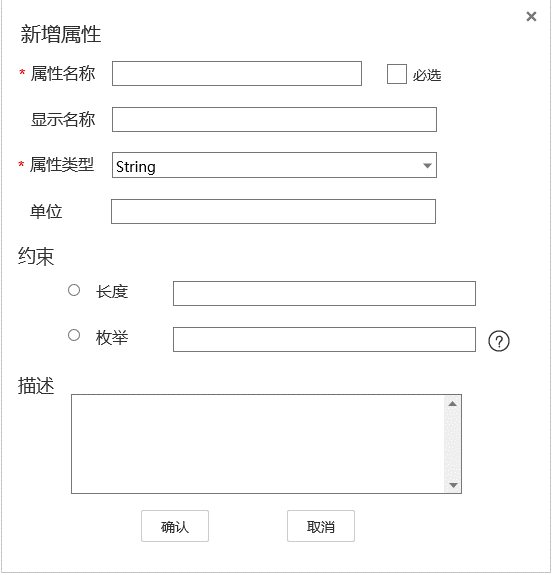 新增属性
* 属性名称 必选
显示名称
* 属性类型 String
单位
约束
长度
枚举 ?
描述
确认 取消